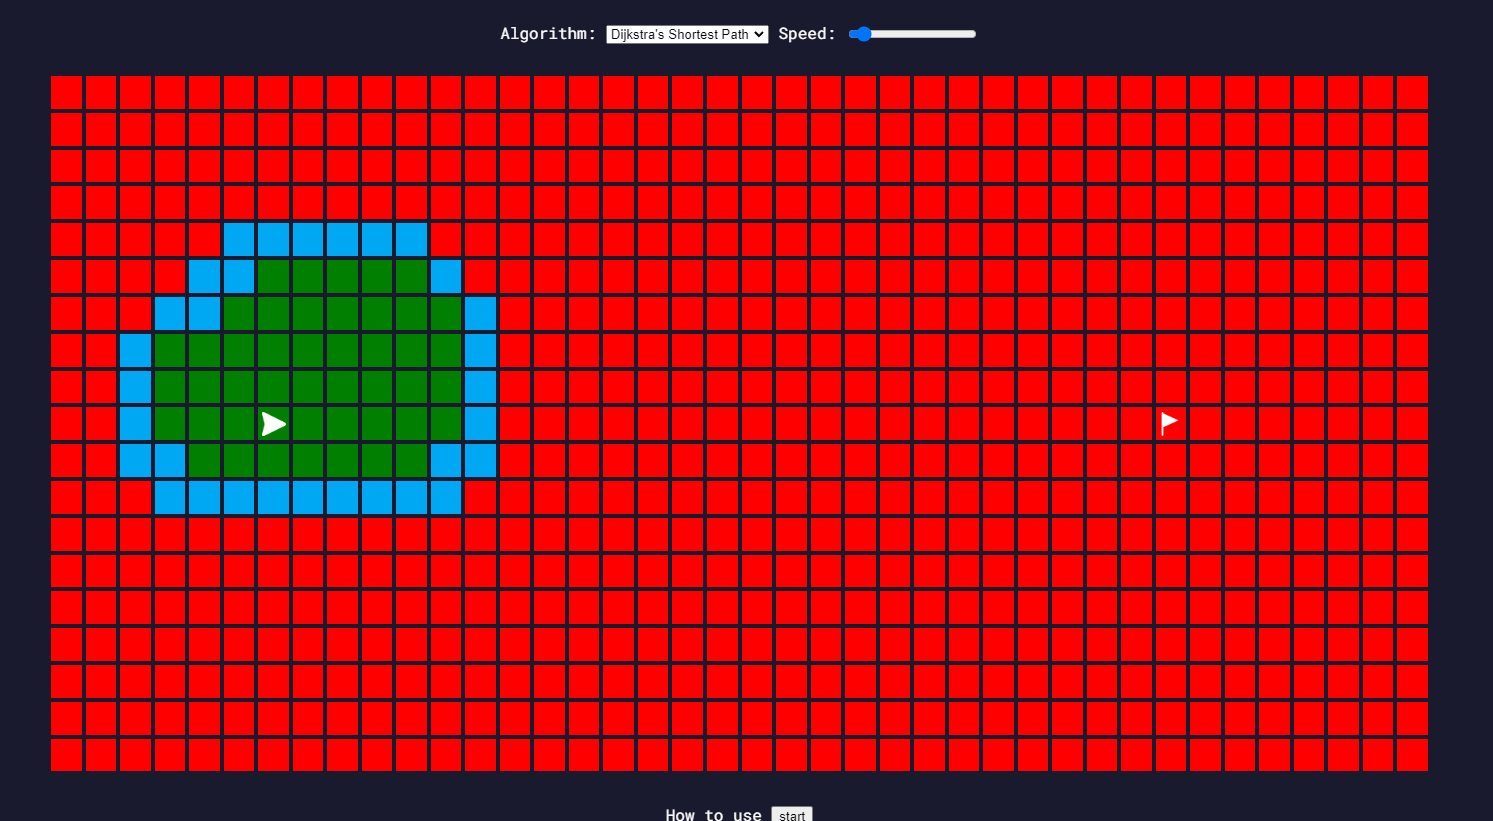 Algorithm: Dijkstra's Shortest Path Speed:
How to use start